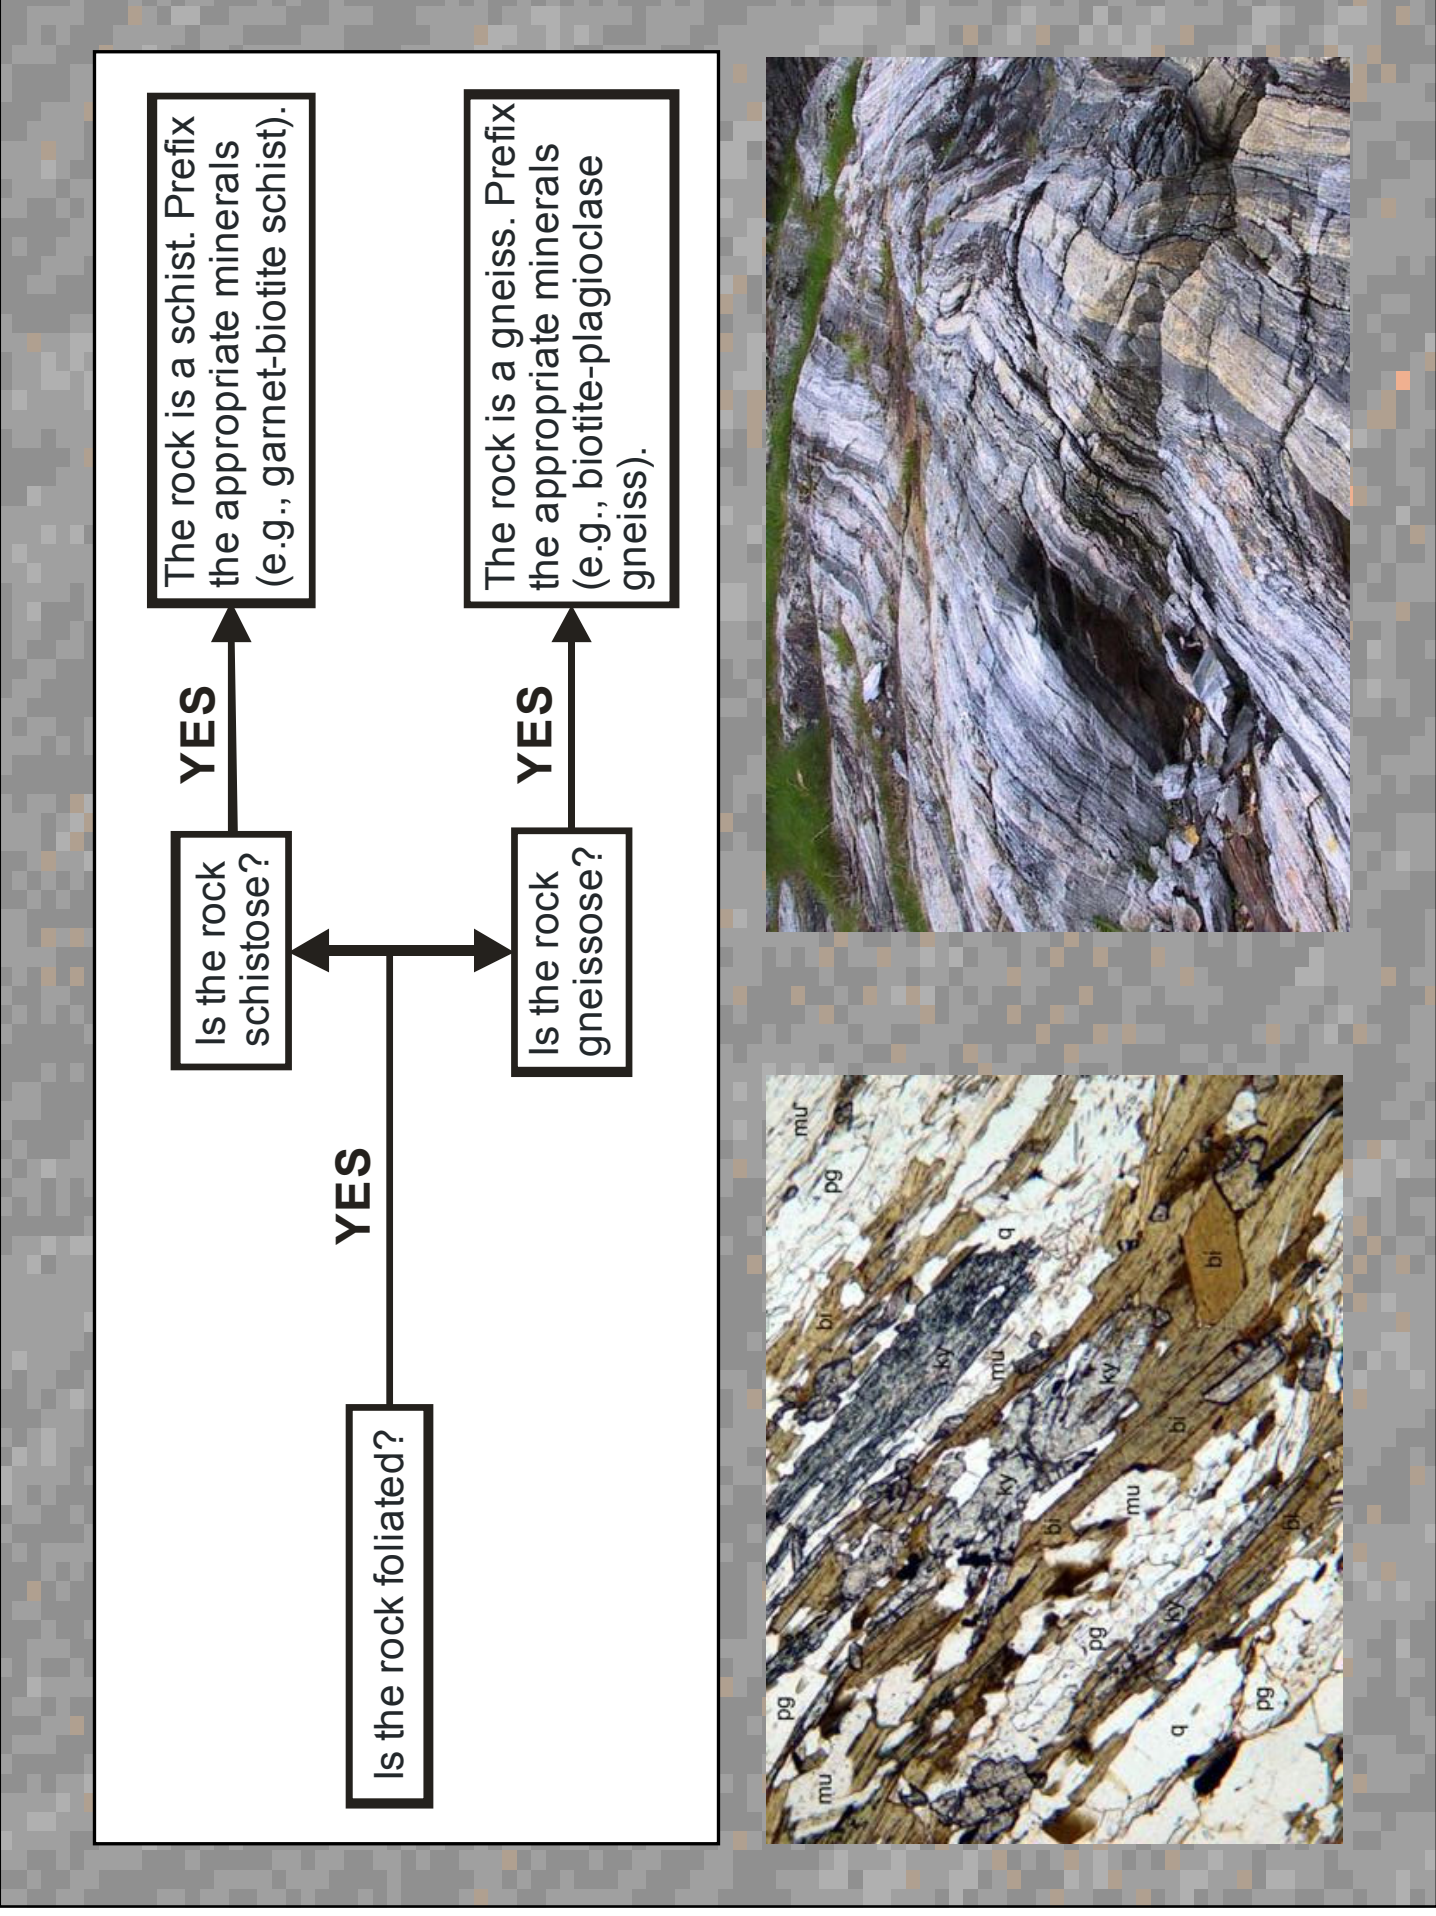 Is the rock foliated?
YES
Is the rock
schistose?
YES
The rock is a schist. Prefix
the appropriate minerals
(e.g., garnet-biotite schist).
Is the rock
gneissose?
YES
The rock is a gneiss. Prefix
the appropriate minerals
(e.g., biotite-plagioclase
gneiss).
pg
mu
mu
bi
pg
ky
mu
ky
q
bi
pg
ky
mu
ky
bi
q
bi
pg
bi